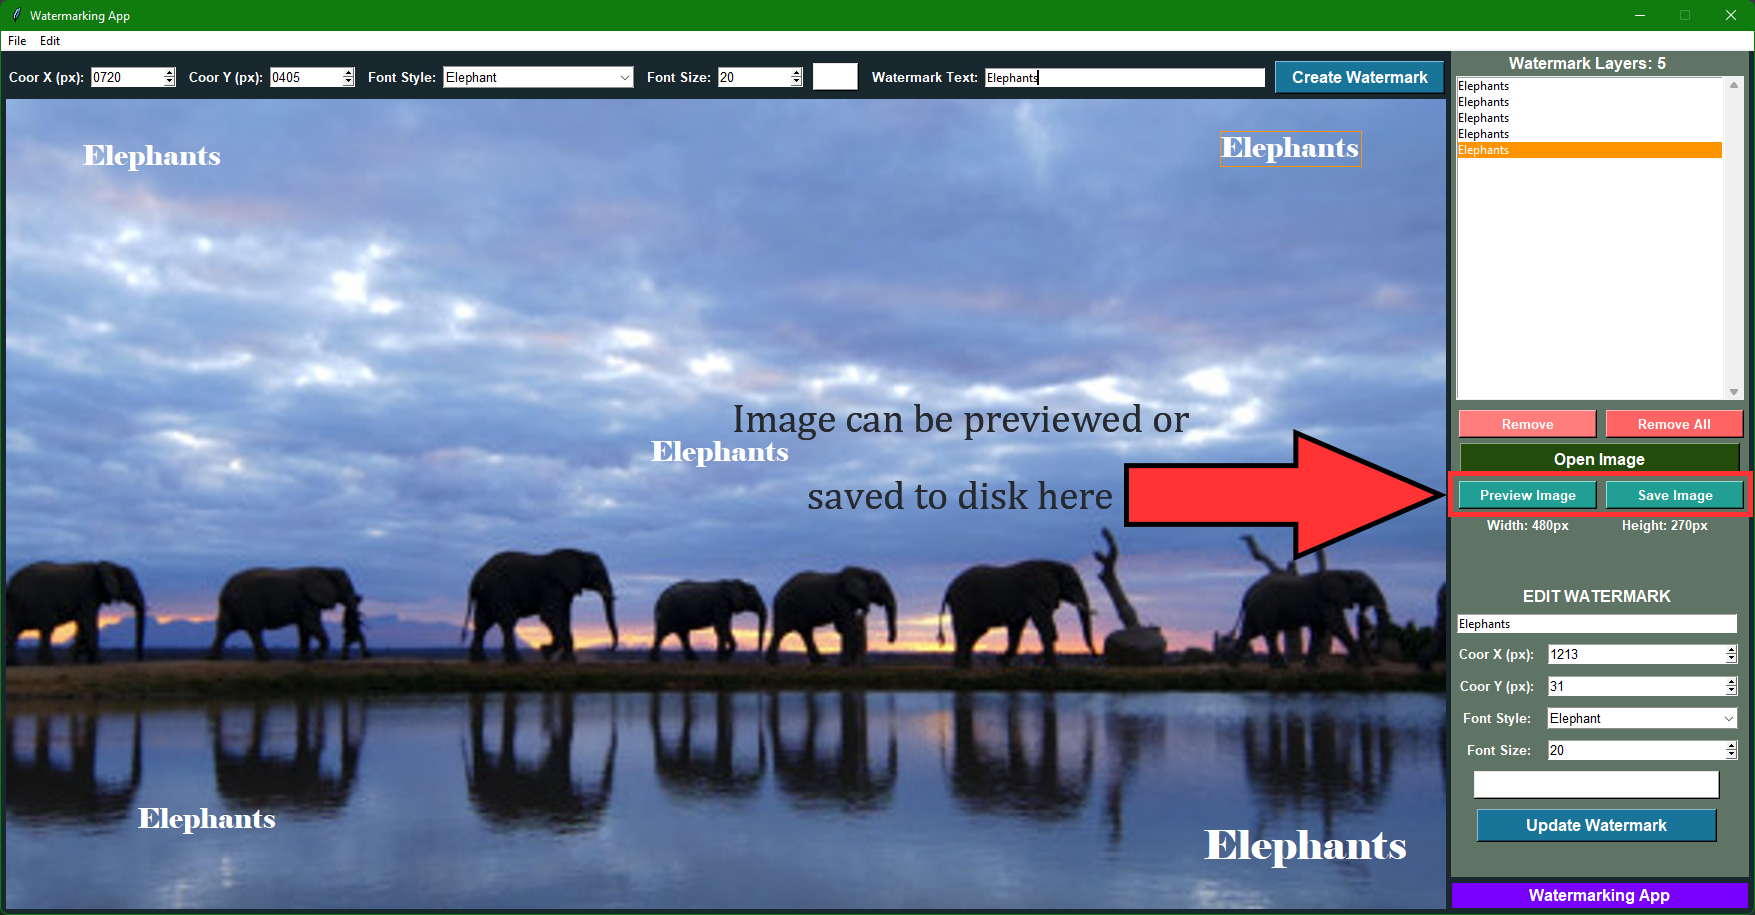 Watermarking App
File Edit
Coor X (px): 0720 Coor Y (px): 0405 Font Style: Elephant Font Size: 20 Watermark Text: Elephants Create Watermark
Watermark Layers: 5
Elephants
Elephants
Elephants
Elephants
Elephants
Elephants
Elephants
Image can be previewed or
Elephants
saved to disk here
Elephants
Elephants
Remove Remove All
Open Image
Preview Image Save Image
Width: 480px Height: 270px
EDIT WATERMARK
Elephants
Coor X (px): 1213
Coor Y (px): 31
Font Style: Elephant
Font Size: 20
Update Watermark
Watermarking App